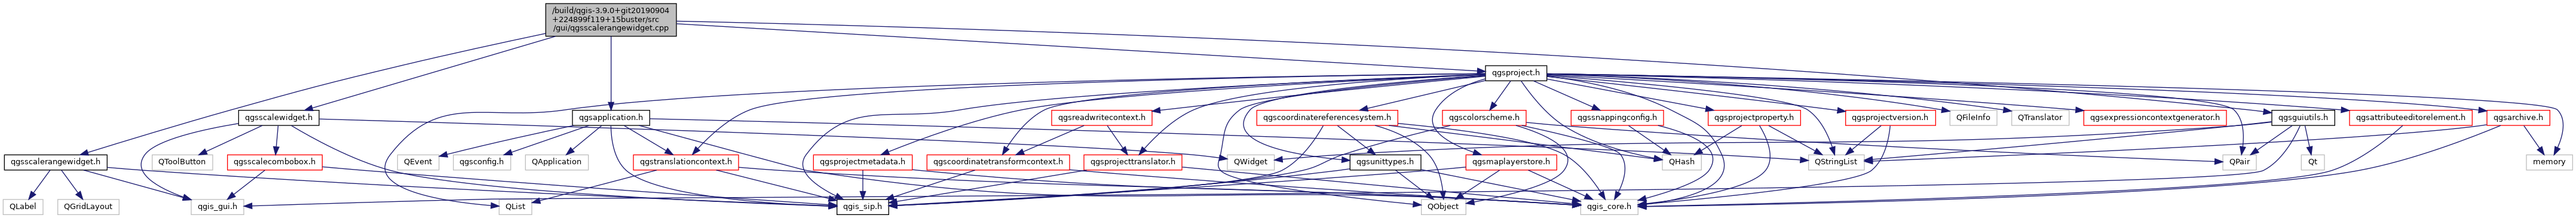 /build/qgis-3.9.0+git20190904
+224899f119+15buster/src
/gui/qgsscalerangewidget.cpp
qgsproject.h
qgsscalewidget.h
qgsapplication.h
qgsreadwritecontext.h
qgscoordinatereferencesystem.h
qgscolorscheme.h
qgssnappingconfig.h
qgsprojectproperty.h
qgsprojectversion.h
QFileInfo
QTranslator
qgsexpressioncontextgenerator.h
qgsguiutils.h
qgsattributeeditorelement.h
qgsarchive.h
qgsscalerangewidget.h
QToolButton
qgsscalecombobox.h
QEvent
qgsconfig.h
QApplication
qgstranslationcontext.h
qgsprojectmetadata.h
qgscoordinatetransformcontext.h
qgsprojecttranslator.h
QWidget
qgsunittypes.h
qgsmaplayerstore.h
QHash
QStringList
QPair
Qt
memory
QLabel
QGridLayout
qgis_gui.h
QList
qgis_sip.h
QObject
qgis_core.h